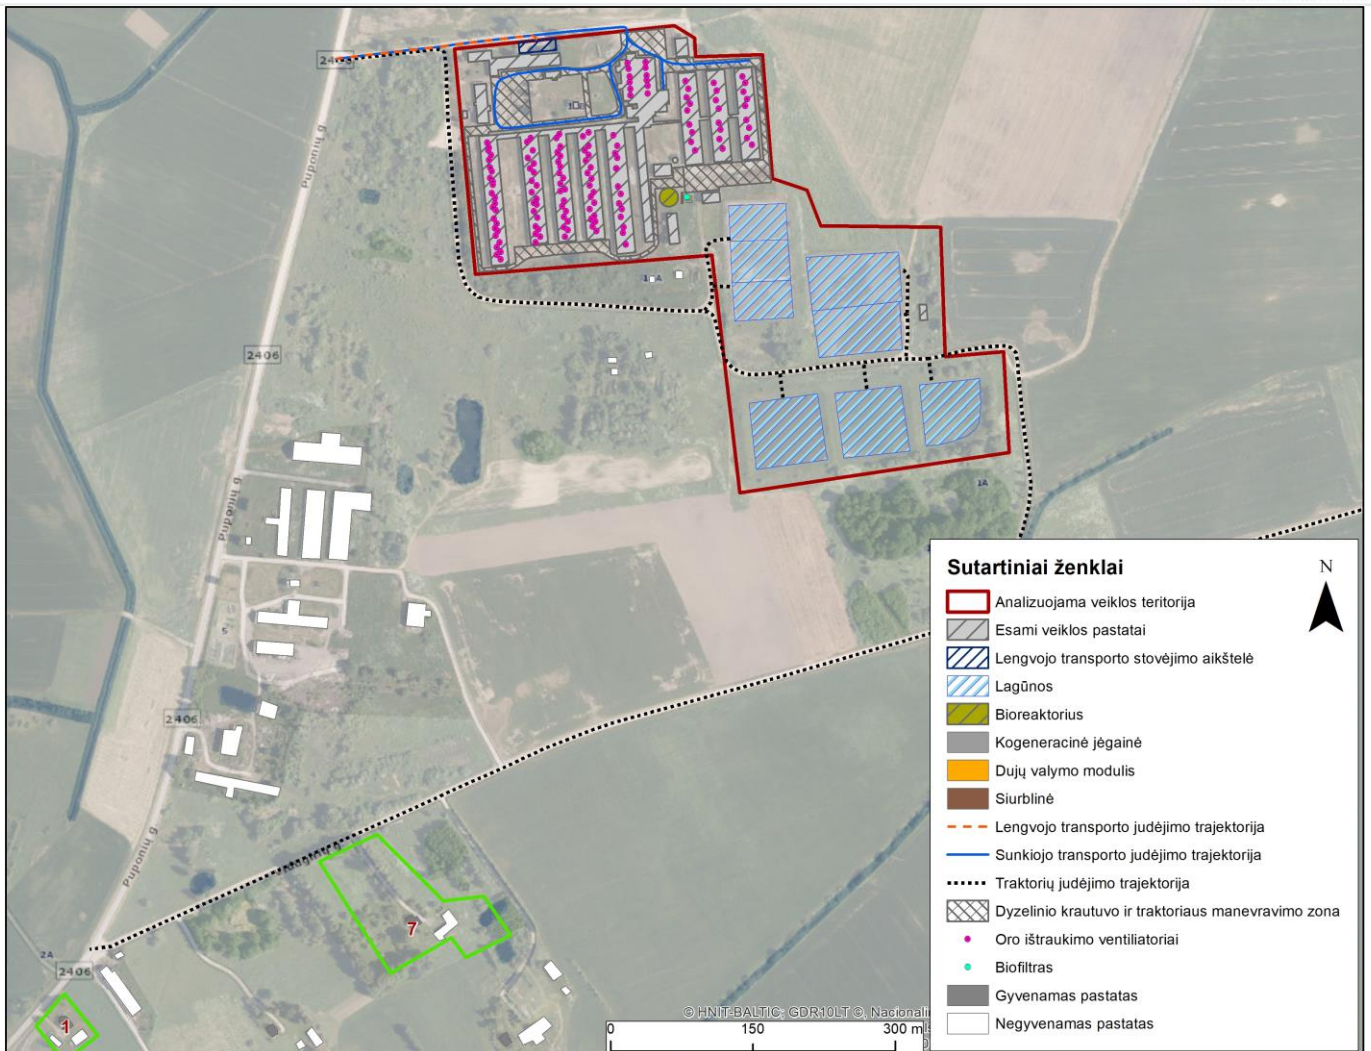 2406
Puponių g
1A
2406
Puponių g
5
1A
2406
Puponių g
7
2A
2406
1
Sutartiniai ženklai
N
Analizuojama veiklos teritorija
Esami veiklos pastatai
Lengvojo transporto stovėjimo aikštelė
Lagūnos
Bioreaktorius
Kogeneracinė jėgainė
Dujų valymo modulis
Siurblinė
Lengvojo transporto judėjimo trajektorija
Sunkiojo transporto judėjimo trajektorija
Traktorių judėjimo trajektorija
Dyzelinio krautuvo ir traktoriaus manevravimo zona
Oro ištraukimo ventiliatoriai
Biofiltras
Gyvenamas pastatas
Negyvenamas pastatas
© HNIT-BALTIC, GDR10LT ©,
0 150 300 m